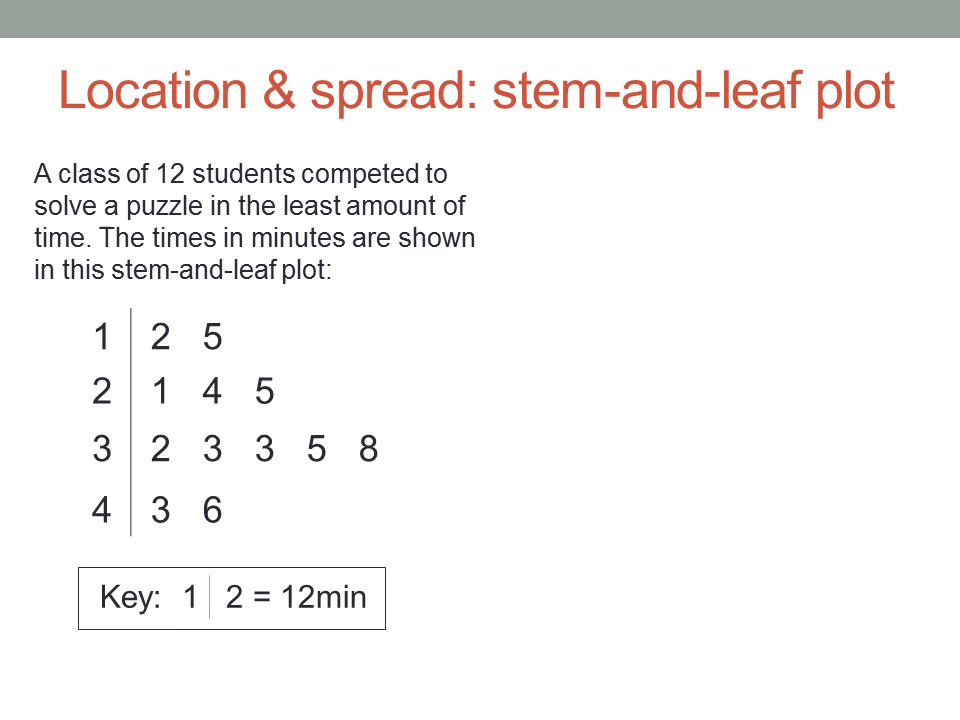 Location & spread: stem-and-leaf plot
A class of 12 students competed to
solve a puzzle in the least amount of
time. The times in minutes are shown
in this stem-and-leaf plot:
1 2 5
2 1 4 5
3 2 3 3 5 8
4 3 6
Key: 1 2 = 12min